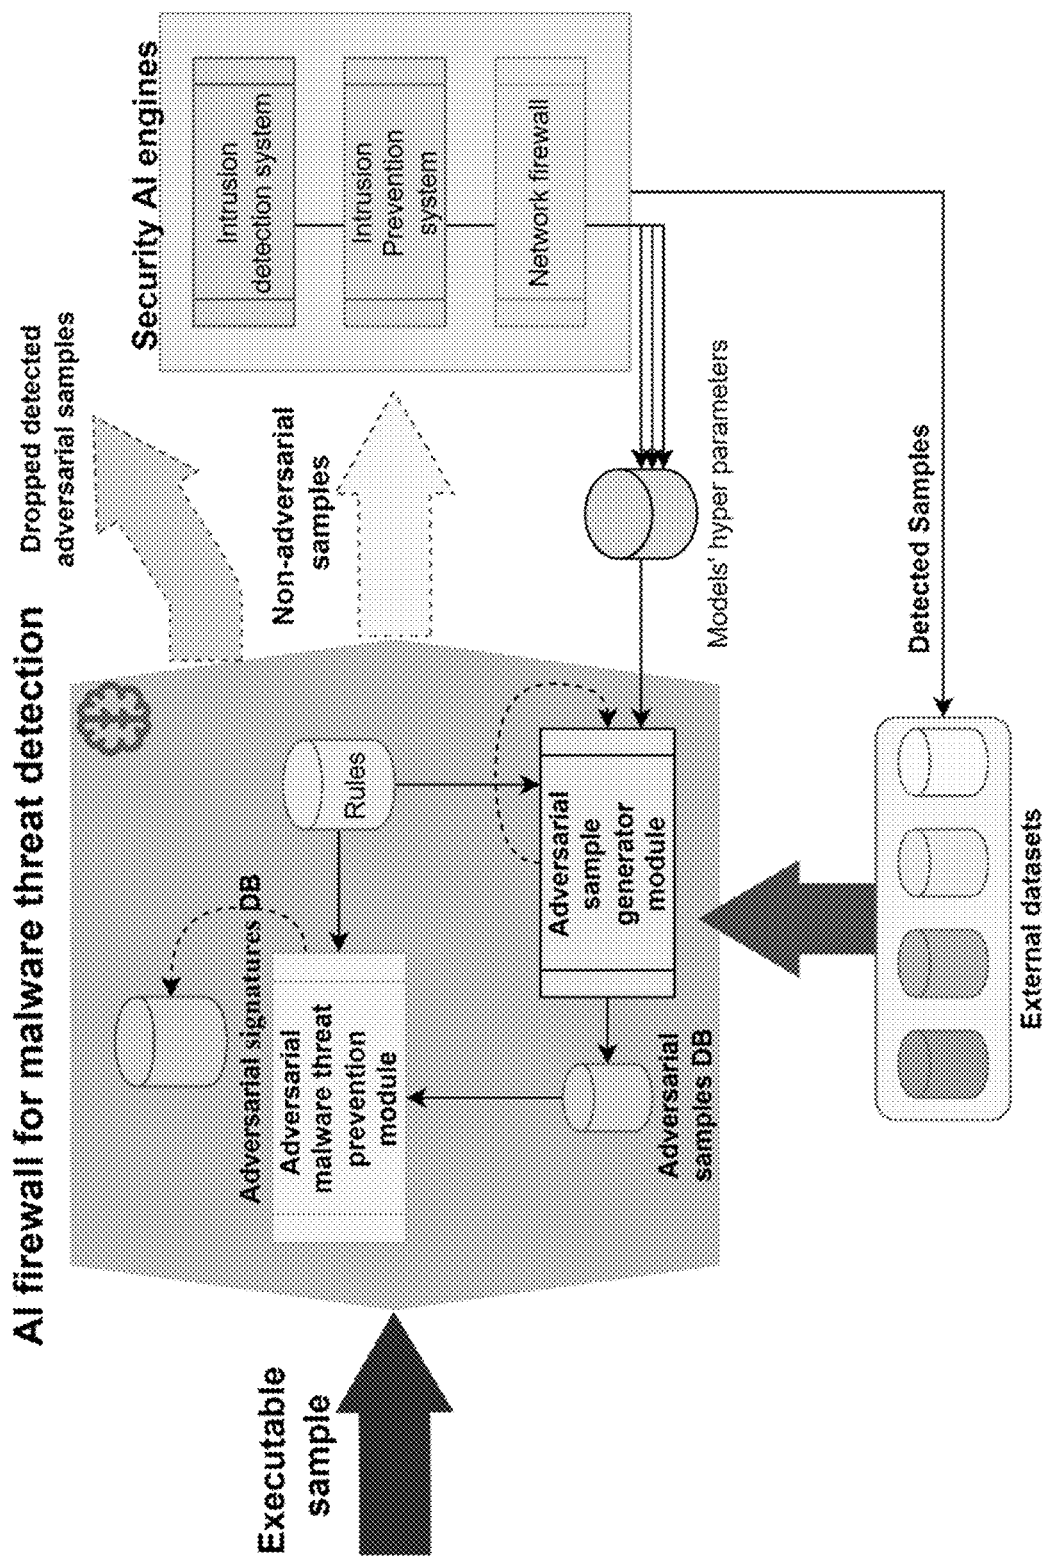 AI firewall for malware threat detection
Executable
sample
Adversarial signatures DB
Adversarial
malware threat
prevention
module
Rules
Adversarial
sample
generator
module
Adversarial
samples DB
Dropped detected
adversarial samples
Non-adversarial
samples
Security AI engines
Intrusion
detection system
Intrusion
Prevention
system
Network firewall
Models' hyper parameters
Detected Samples
External datasets